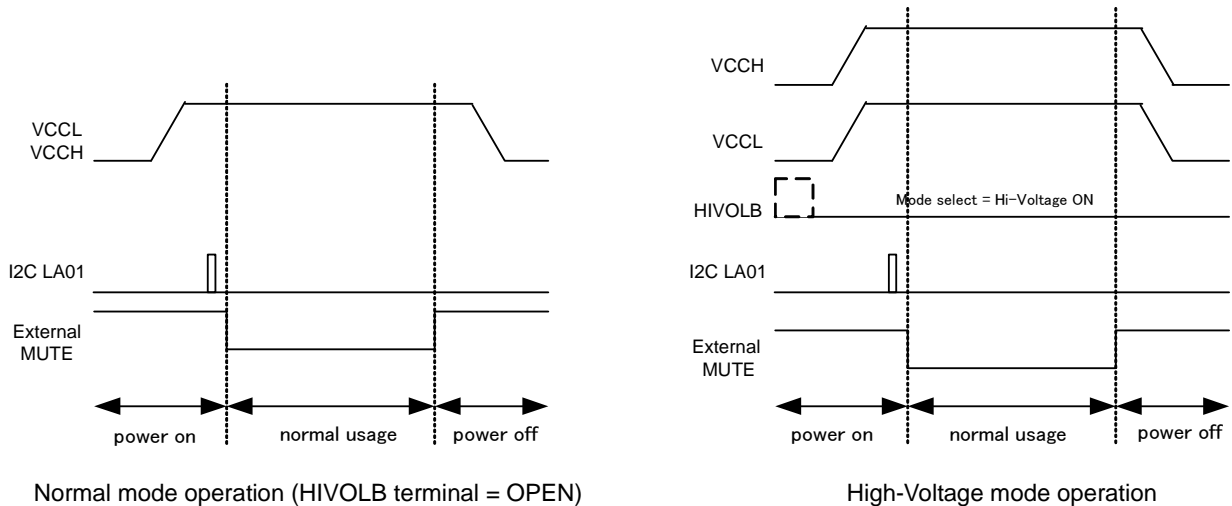 VCCL
VCCH
I2C LA01
External
MUTE
power on
normal usage
power off
Normal mode operation (HIVOLB terminal = OPEN)
VCCH
VCCL
HIVOLB
Mode select = Hi-Voltage ON
I2C LA01
External
MUTE
power on
normal usage
power off
High-Voltage mode operation